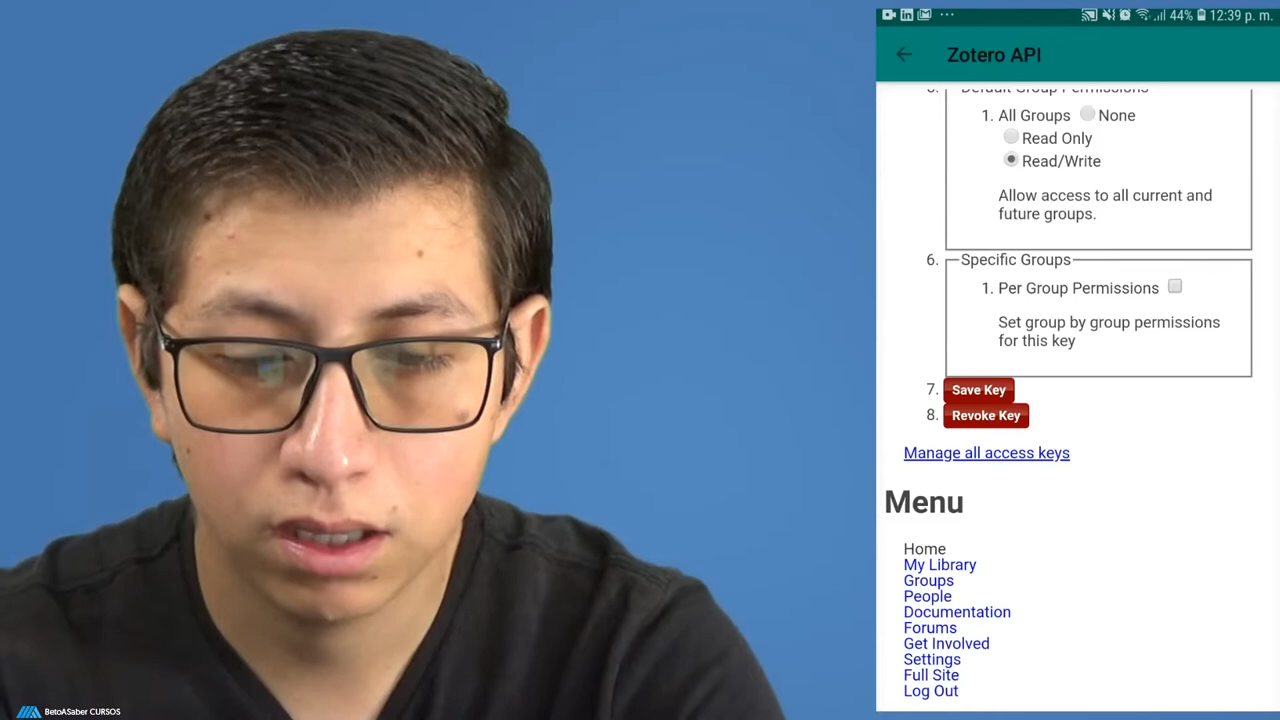 44% 12:39 p. m.
Zotero API
Default Group Permissions
1. All Groups None
Read Only
Read/Write
Allow access to all current and
future groups.
6. Specific Groups
1. Per Group Permissions
Set group by group permissions
for this key
7. Save Key
8. Revoke Key
Manage all access keys
Menu
Home
My Library
Groups
People
Documentation
Forums
Get Involved
Settings
Full Site
Log Out
BetoASaber CURSOS